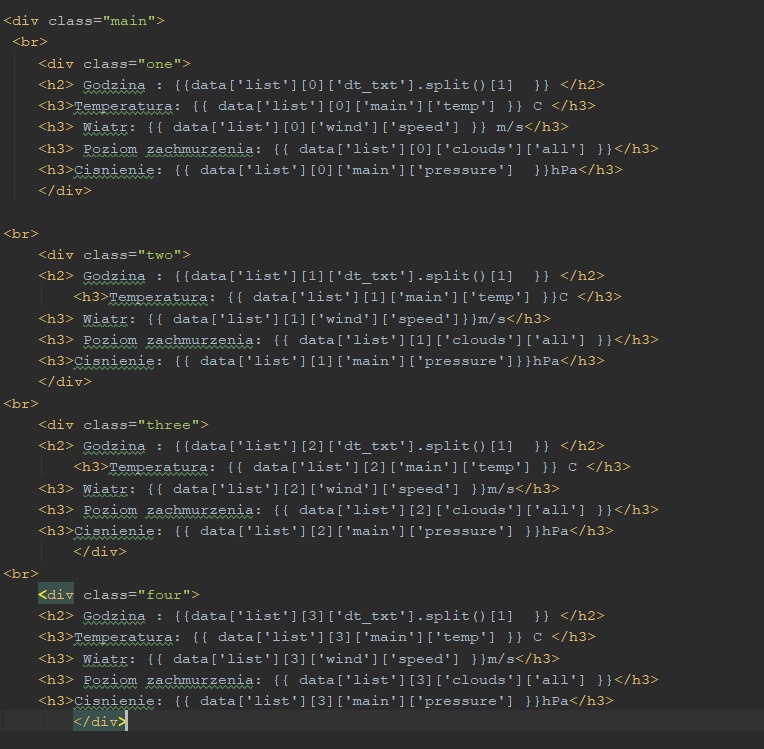 <div class="main">
<br>
<div class="one">
<h2> Godzina : {{data['list'][0]['dt_txt'].split()[1]  }} </h2>
<h3>Temperatura: {{ data['list'][0]['main']['temp'] }} C </h3>
<h3> Wiatr: {{ data['list'][0]['wind']['speed'] }} m/s</h3>
<h3> Poziom zachmurzenia: {{ data['list'][0]['clouds']['all'] }}</h3>
<h3>Cisnienie: {{ data['list'][0]['main']['pressure']  }}hPa</h3>
</div>
<br>
<div class="two">
<h2> Godzina : {{data['list'][1]['dt_txt'].split()[1]  }} </h2>
<h3>Temperatura: {{ data['list'][1]['main']['temp'] }}C </h3>
<h3> Wiatr: {{ data['list'][1]['wind']['speed']}}m/s</h3>
<h3> Poziom zachmurzenia: {{ data['list'][1]['clouds']['all'] }}</h3>
<h3>Cisnienie: {{ data['list'][1]['main']['pressure']}}hPa</h3>
</div>
<br>
<div class="three">
<h2> Godzina : {{data['list'][2]['dt_txt'].split()[1]  }} </h2>
<h3>Temperatura: {{ data['list'][2]['main']['temp'] }} C </h3>
<h3> Wiatr: {{ data['list'][2]['wind']['speed'] }}m/s</h3>
<h3> Poziom zachmurzenia: {{ data['list'][2]['clouds']['all'] }}</h3>
<h3>Cisnienie: {{ data['list'][2]['main']['pressure'] }}hPa</h3>
</div>
<br>
<div class="four">
<h2> Godzina : {{data['list'][3]['dt_txt'].split()[1]  }} </h2>
<h3>Temperatura: {{ data['list'][3]['main']['temp'] }} C </h3>
<h3> Wiatr: {{ data['list'][3]['wind']['speed'] }}m/s</h3>
<h3> Poziom zachmurzenia: {{ data['list'][3]['clouds']['all'] }}</h3>
<h3>Cisnienie: {{ data['list'][3]['main']['pressure'] }}hPa</h3>
</div>